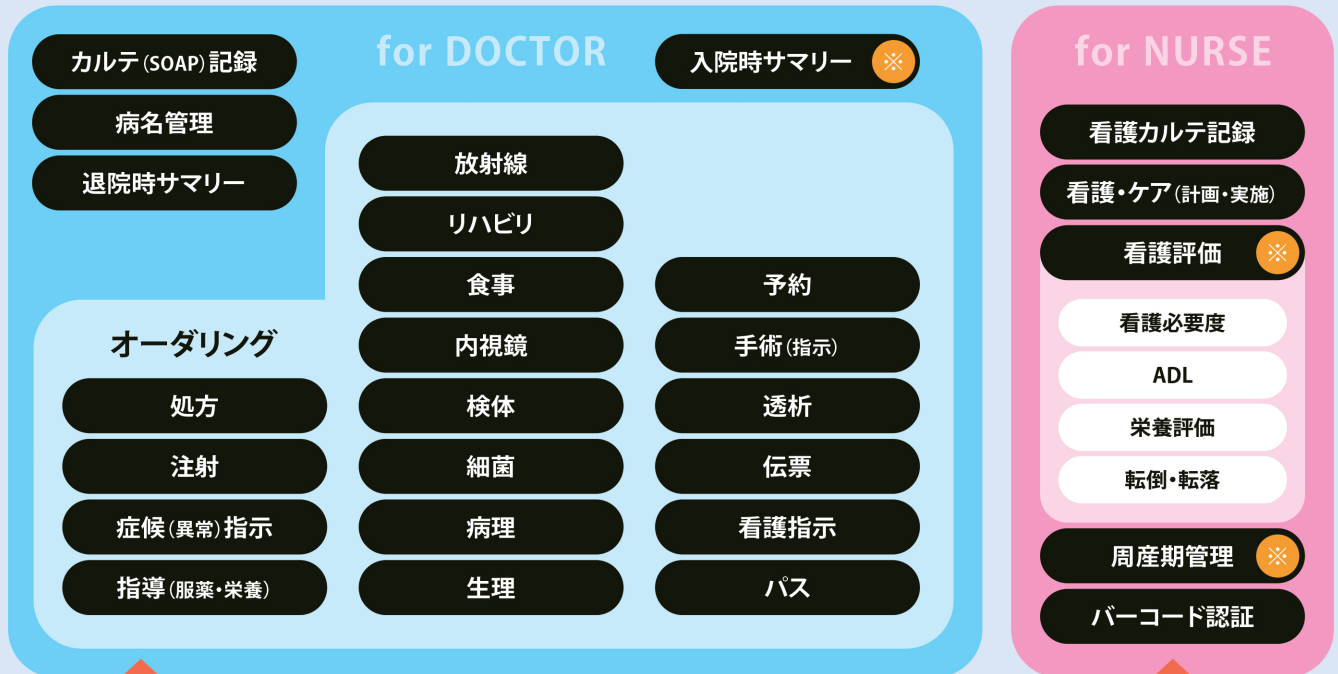 for DOCTOR
カルテ(SOAP)記録
病名管理
退院時サマリー
入院時サマリー ※
オーダリング
処方
注射
症候(異常)指示
指導(服薬・栄養)
放射線
リハビリ
食事
内視鏡
検体
細菌
病理
生理
予約
手術(指示)
透析
伝票
看護指示
パス
for NURSE
看護カルテ記録
看護・ケア(計画・実施)
看護評価 ※
看護必要度
ADL
栄養評価
転倒・転落
周産期管理 ※
バーコード認証